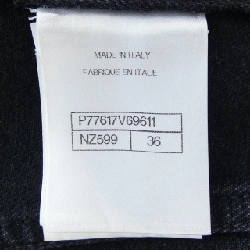 MADE IN ITALY
FABRIQUE EN ITALIE
P77617V69611
NZ599 36